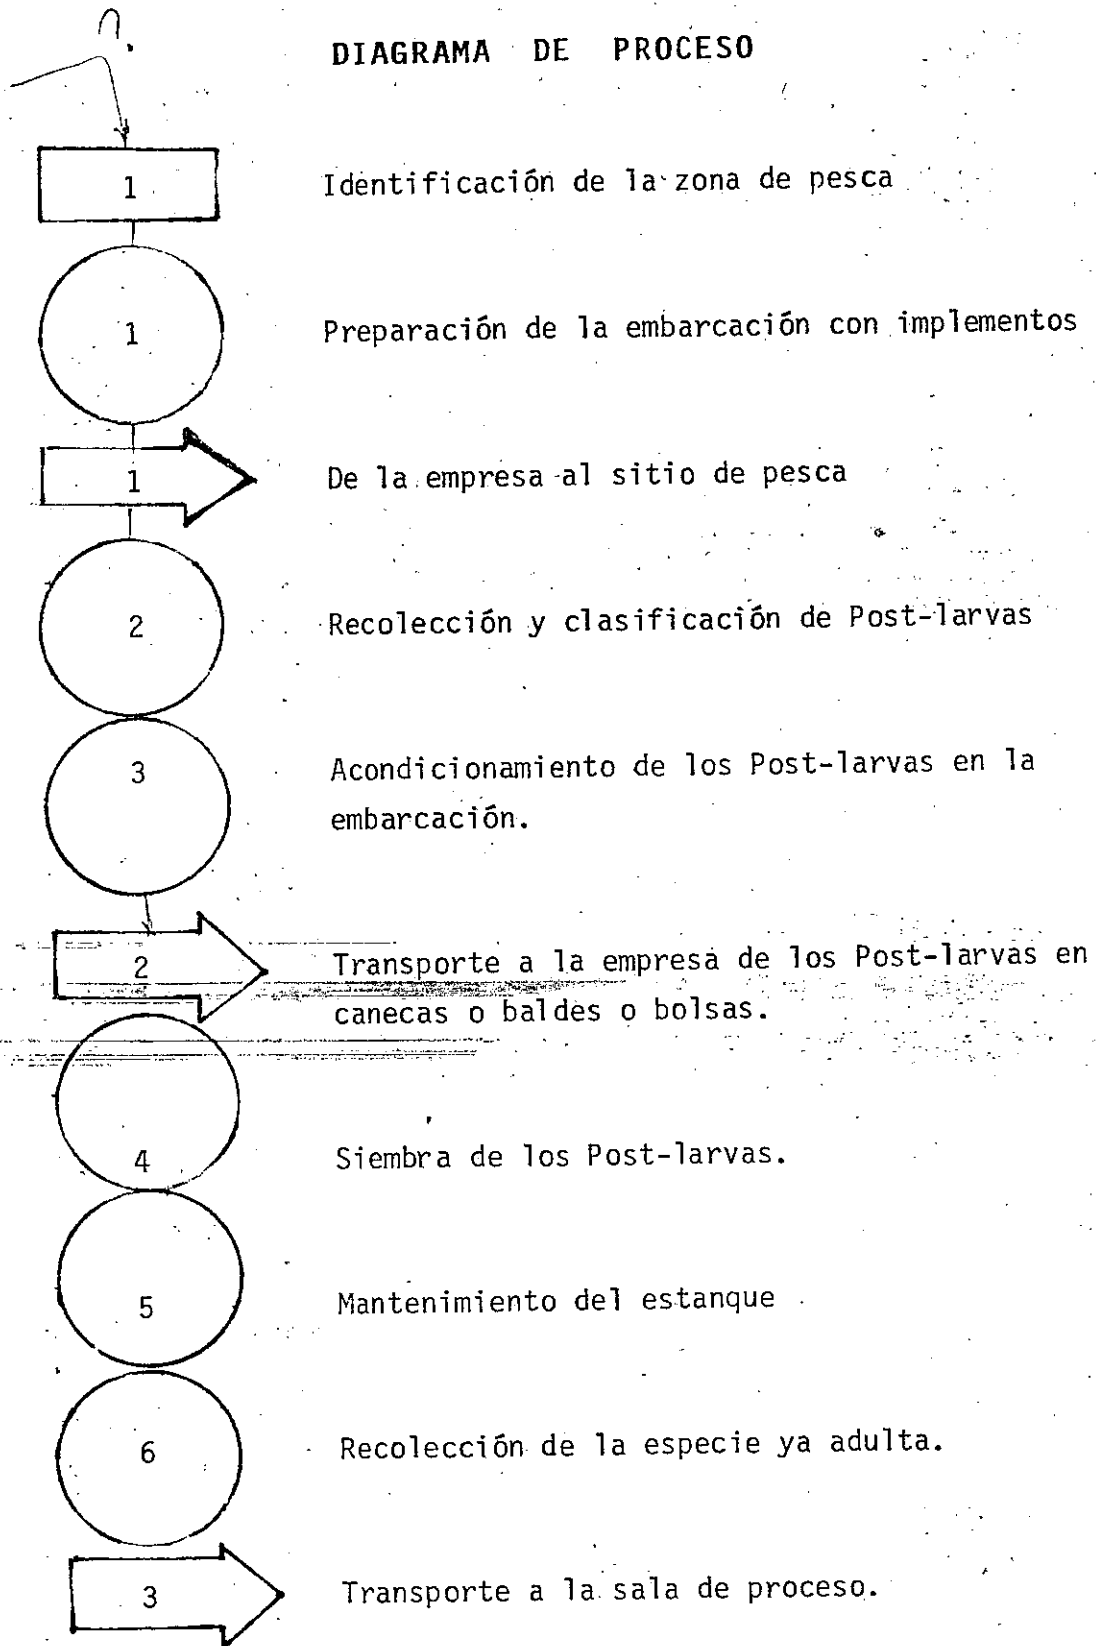 DIAGRAMA DE PROCESO
1 Identificación de la zona de pesca
1 Preparación de la embarcación con implementos
1 De la empresa al sitio de pesca
2 Recolección y clasificación de Post-larvas
3 Acondicionamiento de los Post-larvas en la
embarcación.
2 Transporte a la empresa de los Post-larvas en
canecas o baldes o bolsas.
4 Siembra de los Post-larvas.
5 Mantenimiento del estanque
6 Recolección de la especie ya adulta.
3 Transporte a la sala de proceso.